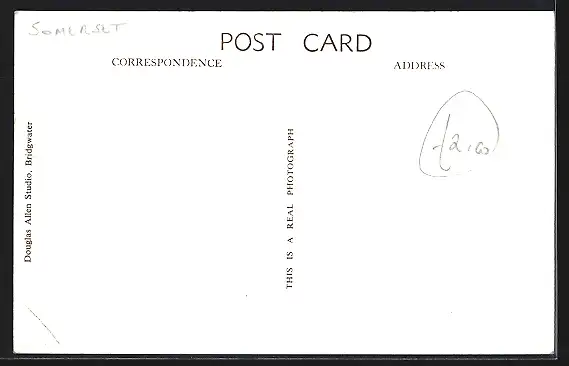 SOMERSET
POST CARD
CORRESPONDENCE
ADDRESS
£2.60
Douglas Allen Studio, Bridgwater
THIS IS A REAL PHOTOGRAPH